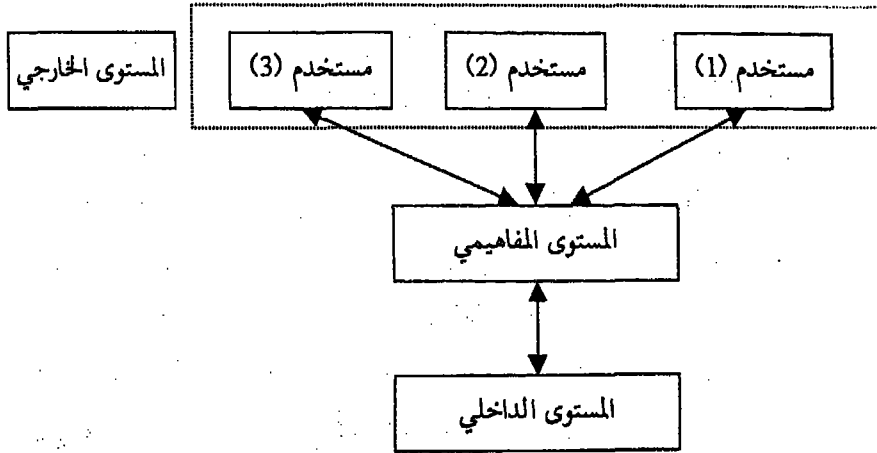 مستخدم (1)
مستخدم (2)
مستخدم (3)
المستوى الخارجي
المستوى المفاهيمي
المستوى الداخلي